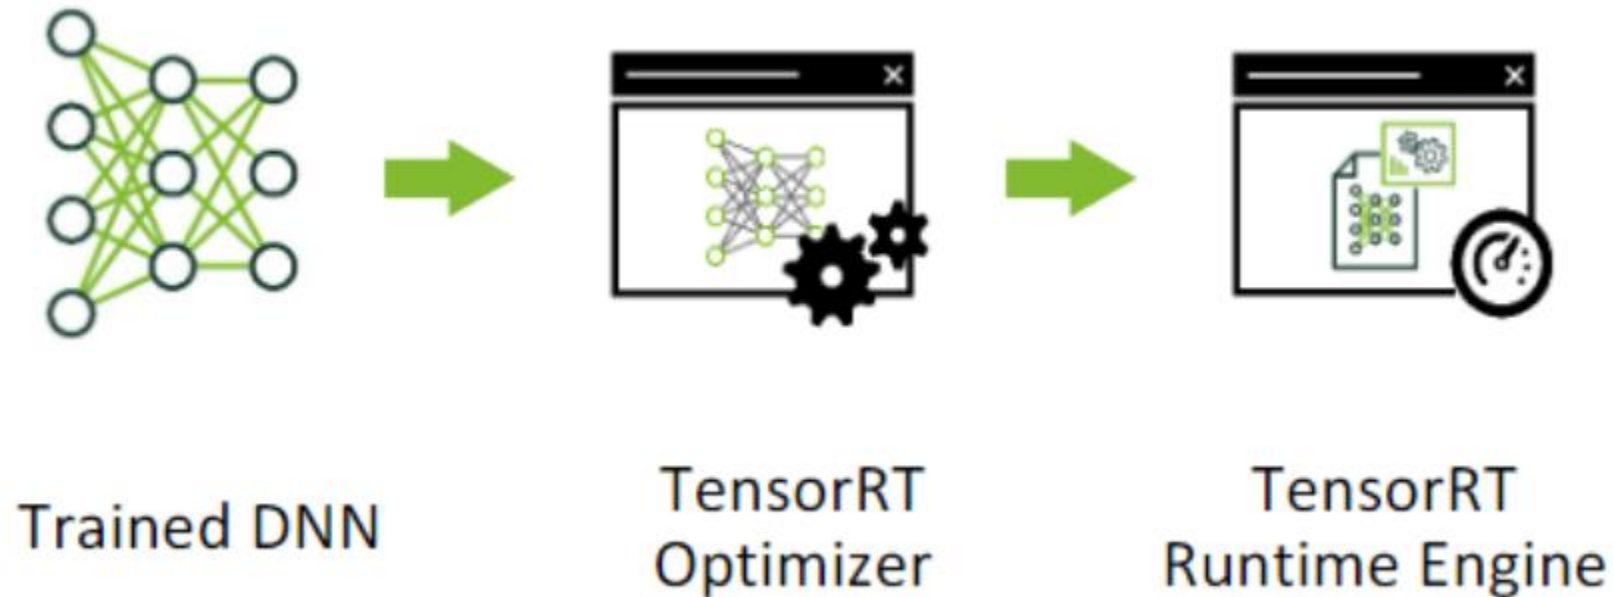 Trained DNN
TensorRT
Optimizer
TensorRT
Runtime Engine